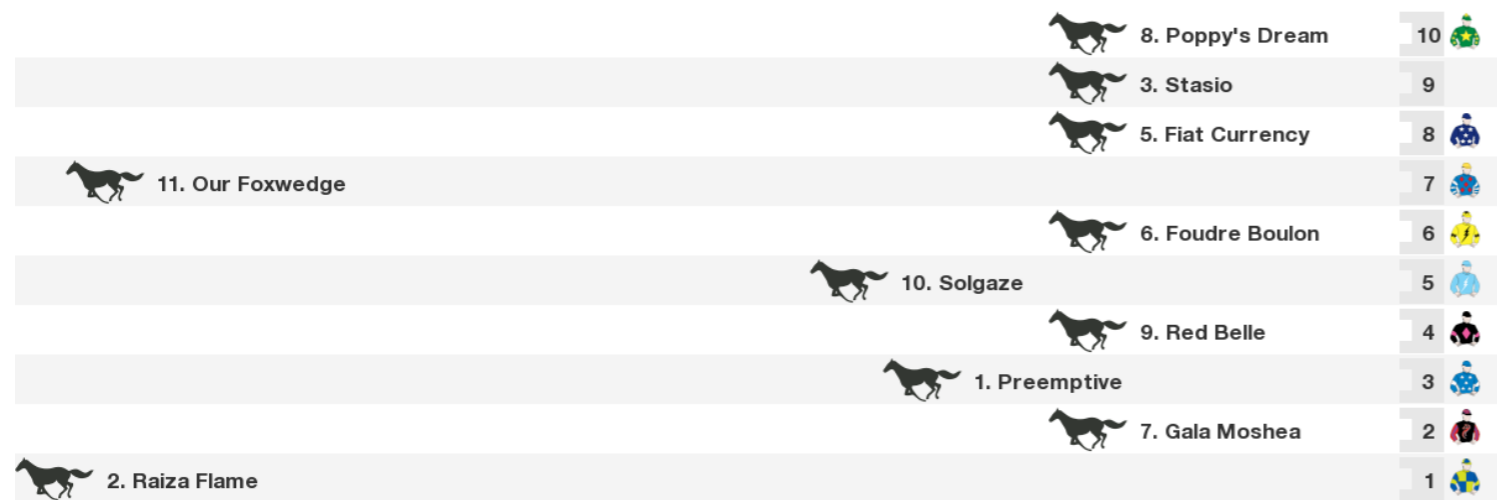 8. Poppy's Dream 10
3. Stasio 9
5. Fiat Currency 8
11. Our Foxwedge 7
6. Foudre Boulon 6
10. Solgaze 5
9. Red Belle 4
1. Preemptive 3
7. Gala Moshea 2
2. Raiza Flame 1